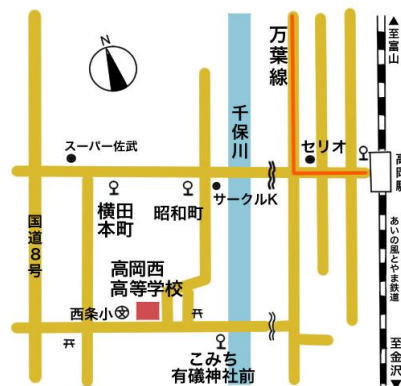 N
万葉線
▲至富山
千保川
スーパー佐武
セリオ
高岡駅
横田
本町
昭和町
サークルK
国道8号
あいの風とやま鉄道
高岡西
高等学校
西条小文
こみち
有礒神社前
至金沢▼